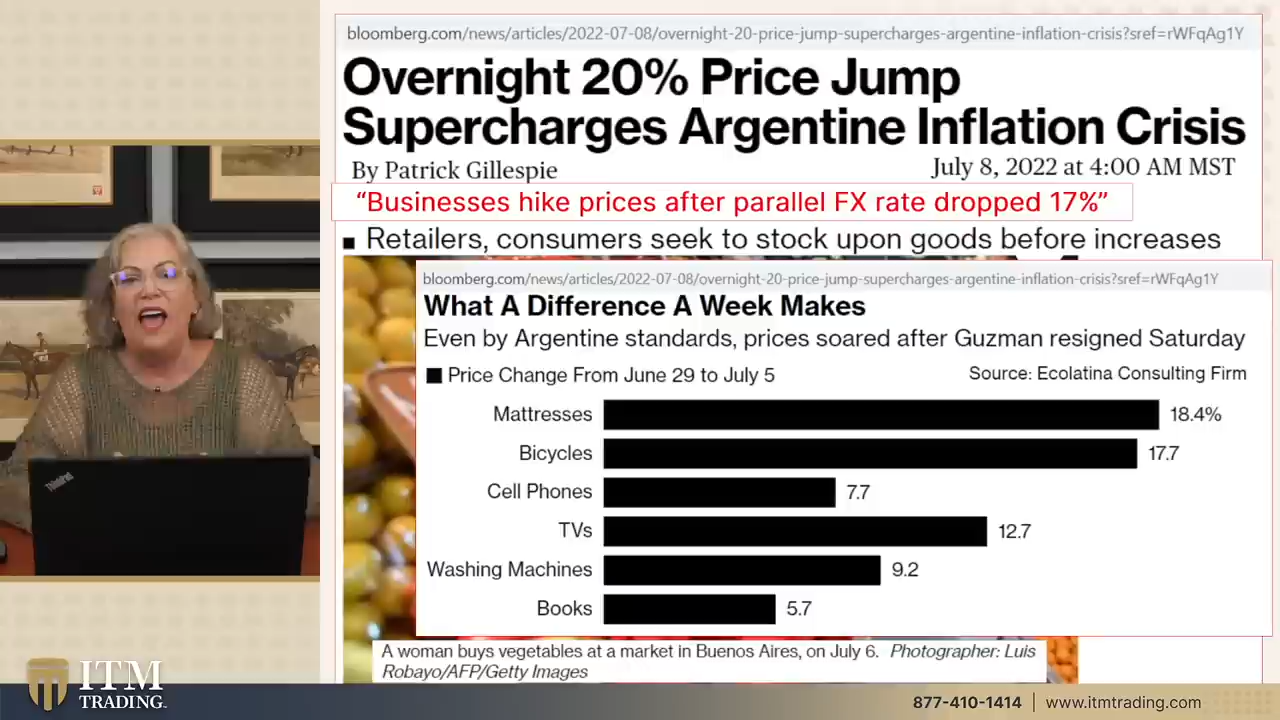 bloomberg.com/news/articles/2022-07-08/overnight-20-price-jump-supercharges-argentine-inflation-crisis?sref=rWFqAg1Y
Overnight 20% Price Jump
Supercharges Argentine Inflation Crisis
By Patrick Gillespie
July 8, 2022 at 4:00 AM MST
“Businesses hike prices after parallel FX rate dropped 17%”
■ Retailers, consumers seek to stock upon goods before increases
bloomberg.com/news/articles/2022-07-08/overnight-20-price-jump-supercharges-argentine-inflation-crisis?sref=rWFqAg1Y
What A Difference A Week Makes
Even by Argentine standards, prices soared after Guzman resigned Saturday
■ Price Change From June 29 to July 5
Source: Ecolatina Consulting Firm
Mattresses 18.4%
Bicycles 17.7
Cell Phones 7.7
TVs 12.7
Washing Machines 9.2
Books 5.7
A woman buys vegetables at a market in Buenos Aires, on July 6. Photographer: Luis
Robayo/AFP/Getty Images
ThinkPad
ITM
TRADING
877-410-1414 | www.itmtrading.com